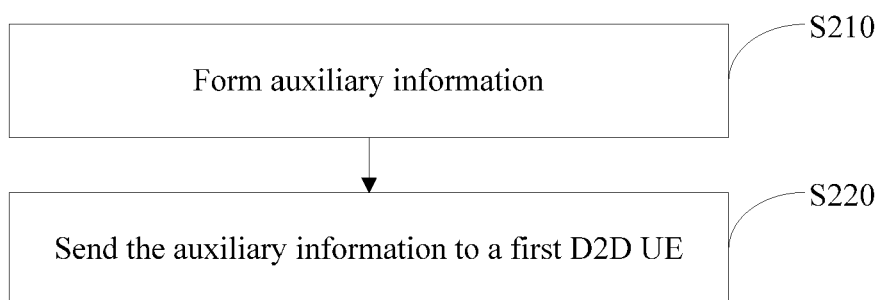 S210
Form auxiliary information
S220
Send the auxiliary information to a first D2D UE